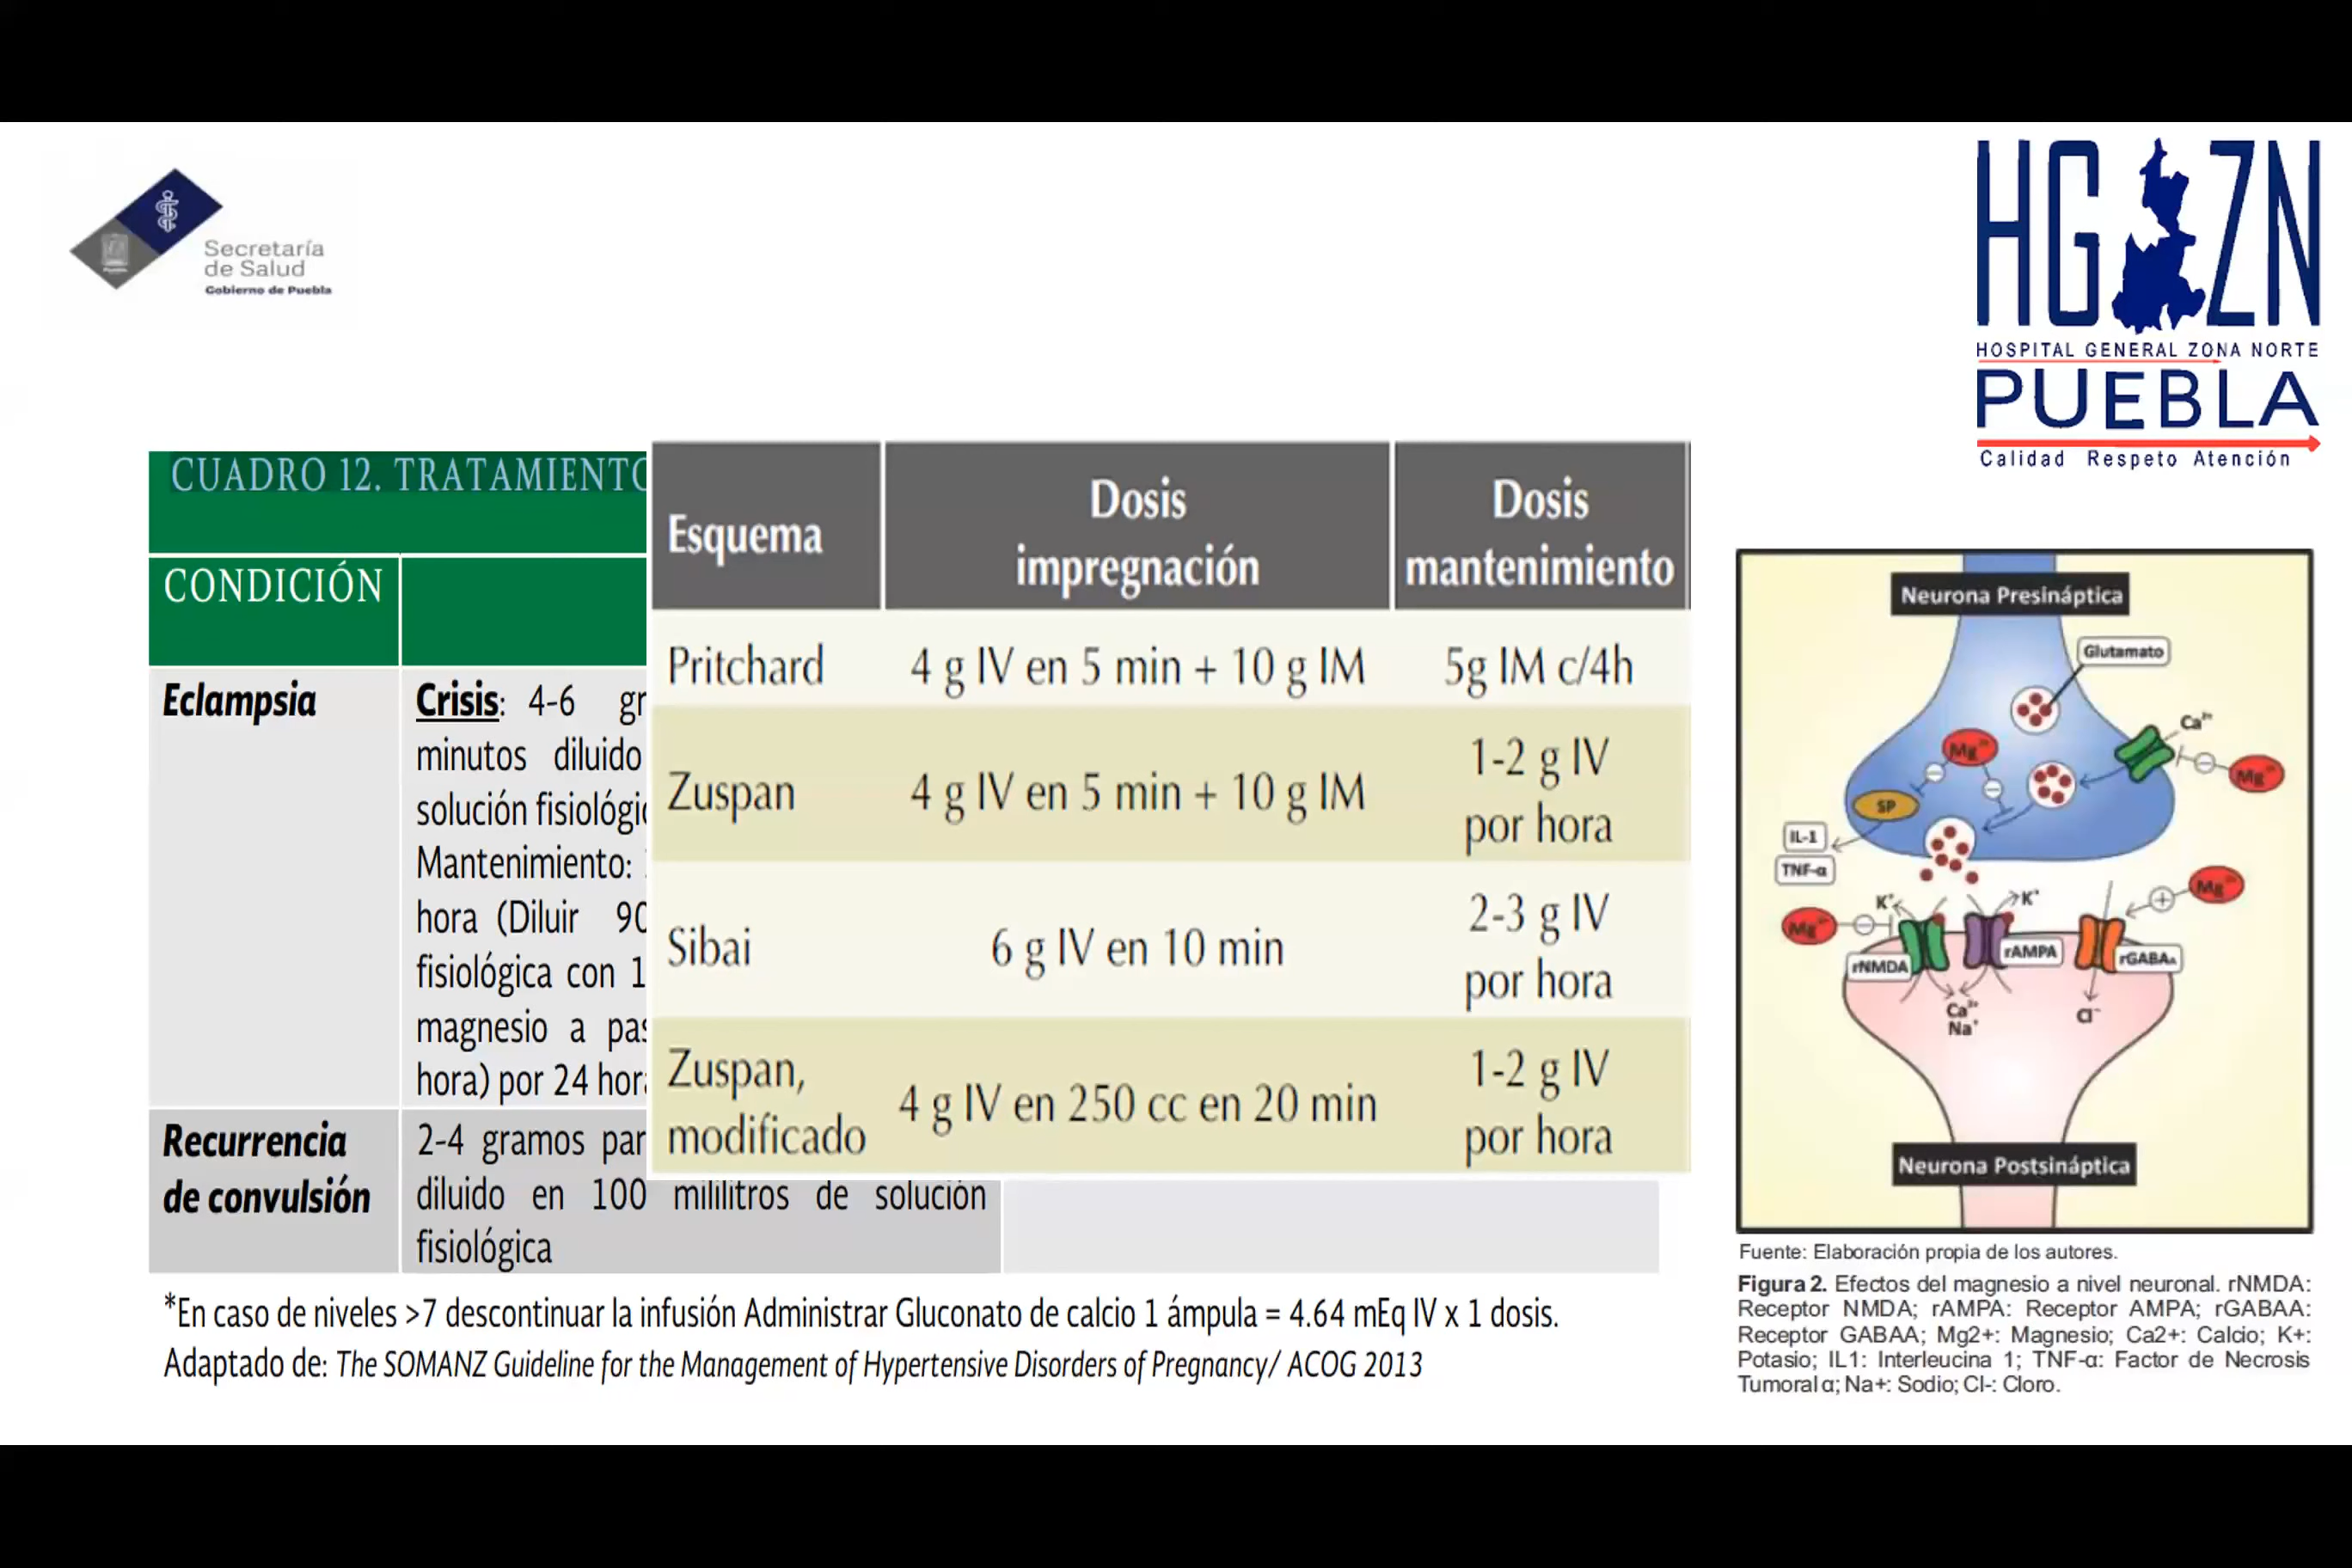 Secretaría
de Salud
Gobierno de Puebla
HG ZN
HOSPITAL GENERAL ZONA NORTE
PUEBLA
Calidad Respeto Atención
CUADRO 12. TRATAMIENTO
CONDICIÓN
Eclampsia
Crisis: 4-6
minutos diluido
solución
Mantenimiento:
hora (Diluir
fisiológica con
magnesio a
hora) por 24
Recurrencia
de convulsión
2-4 gramos
diluido en 100 mililitros de solución
fisiológica
Esquema
Dosis
impregnación
Dosis
mantenimiento
Pritchard
4 g IV en 5 min + 10 g IM
5g IM c/4h
Zuspan
4 g IV en 5 min + 10 g IM
1-2 g IV
por hora
Sibai
6 g IV en 10 min
2-3 g IV
por hora
Zuspan,
modificado
4 g IV en 250 cc en 20 min
1-2 g IV
por hora
*En caso de niveles >7 descontinuar la infusión Administrar Gluconato de calcio 1 ámpula = 4.64 mEq IV x 1 dosis.
Adaptado de: The SOMANZ Guideline for the Management of Hypertensive Disorders of Pregnancy/ ACOG 2013
Neurona Presináptica
Glutamato
Ca²⁺
Mg²⁺
Mg²⁺
SP
IL-1
TNF-α
Mg²⁺
K⁺
K⁺
Mg²⁺
rNMDA
rAMPA
rGABAA
Ca²⁺
Na⁺
Cl⁻
Neurona Postsináptica
Fuente: Elaboración propia de los autores.
Figura 2. Efectos del magnesio a nivel neuronal. rNMDA:
Receptor NMDA; rAMPA: Receptor AMPA; rGABAA:
Receptor GABAA; Mg2+: Magnesio; Ca2+: Calcio; K+:
Potasio; IL1: Interleucina 1; TNF-α: Factor de Necrosis
Tumoral α; Na+: Sodio; Cl-: Cloro.